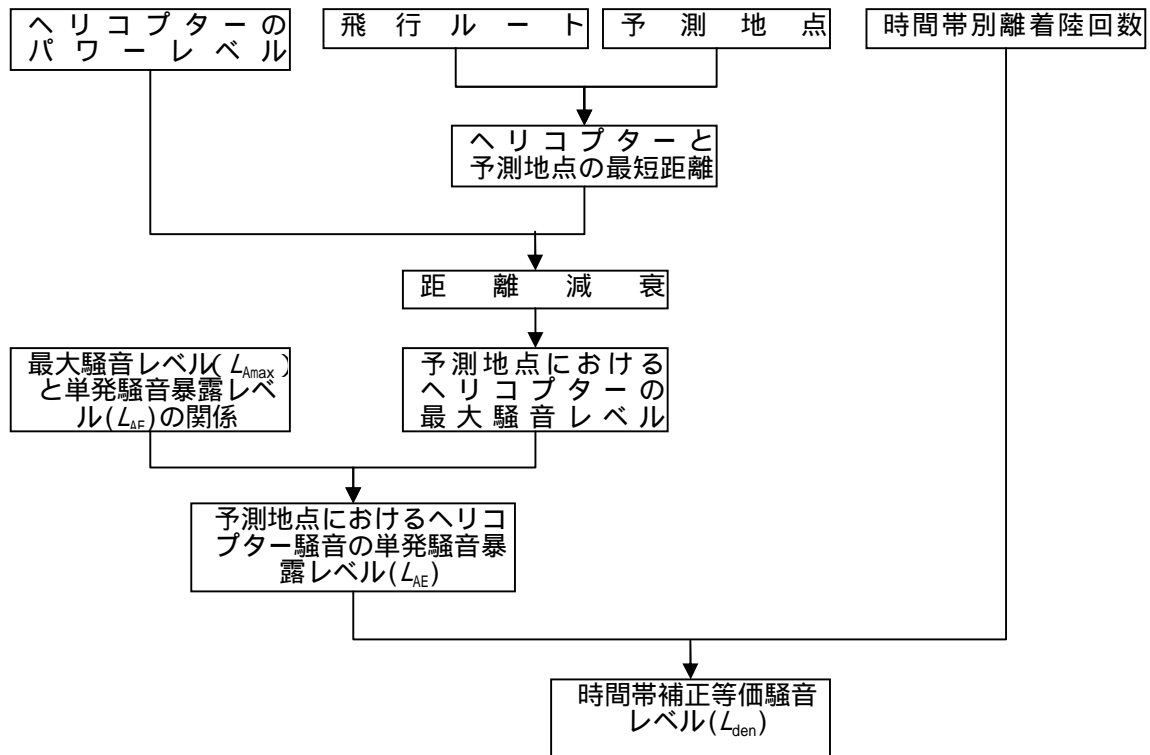 ヘリコプターの
パワーレベル
飛行ルート
予測地点
時間帯別離着陸回数
ヘリコプターと
予測地点の最短距離
距離減衰
最大騒音レベル(LAmax)
と単発騒音暴露レベ
ル(LAE)の関係
予測地点における
ヘリコプターの
最大騒音レベル
予測地点におけるヘリコ
プター騒音の単発騒音暴
露レベル(LAE)
時間帯補正等価騒音
レベル(Lden)